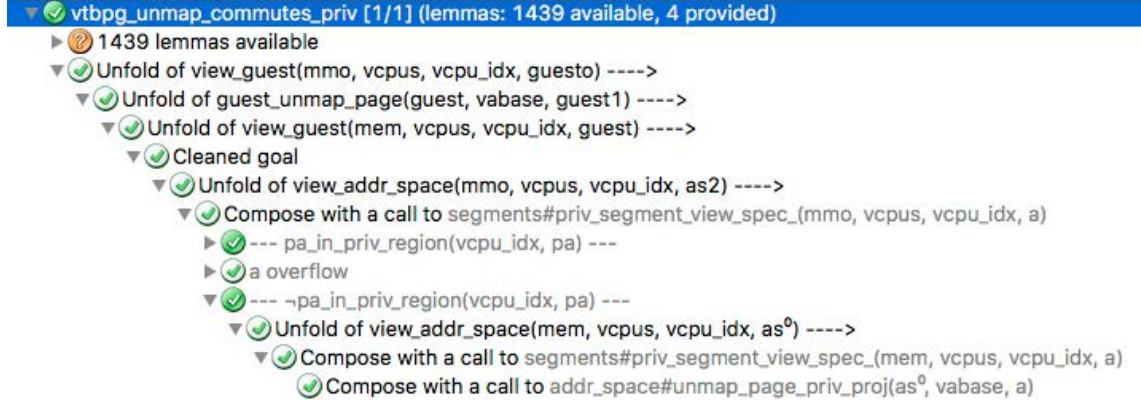 vtbpg_unmap_commutes_priv [1/1] (lemmas: 1439 available, 4 provided)
1439 lemmas available
Unfold of view_guest(mmo, vcpus, vcpu_idx, guesto) ---->
Unfold of guest_unmap_page(guest, vabase, guest1) ---->
Unfold of view_guest(mem, vcpus, vcpu_idx, guest) ---->
Cleaned goal
Unfold of view_addr_space(mmo, vcpus, vcpu_idx, as2) ---->
Compose with a call to segments#priv_segment_view_spec_(mmo, vcpus, vcpu_idx, a)
--- pa_in_priv_region(vcpu_idx, pa) ---
a overflow
--- ¬pa_in_priv_region(vcpu_idx, pa) ---
Unfold of view_addr_space(mem, vcpus, vcpu_idx, as⁰) ---->
Compose with a call to segments#priv_segment_view_spec_(mem, vcpus, vcpu_idx, a)
Compose with a call to addr_space#unmap_page_priv_proj(as⁰, vabase, a)